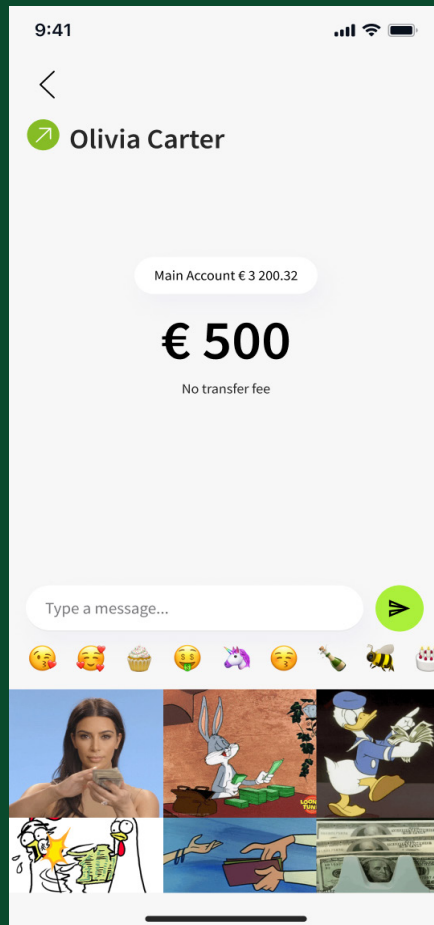 9:41
Olivia Carter
Main Account € 3 200.32
€ 500
No transfer fee
Type a message...
LOONEY
TUNES